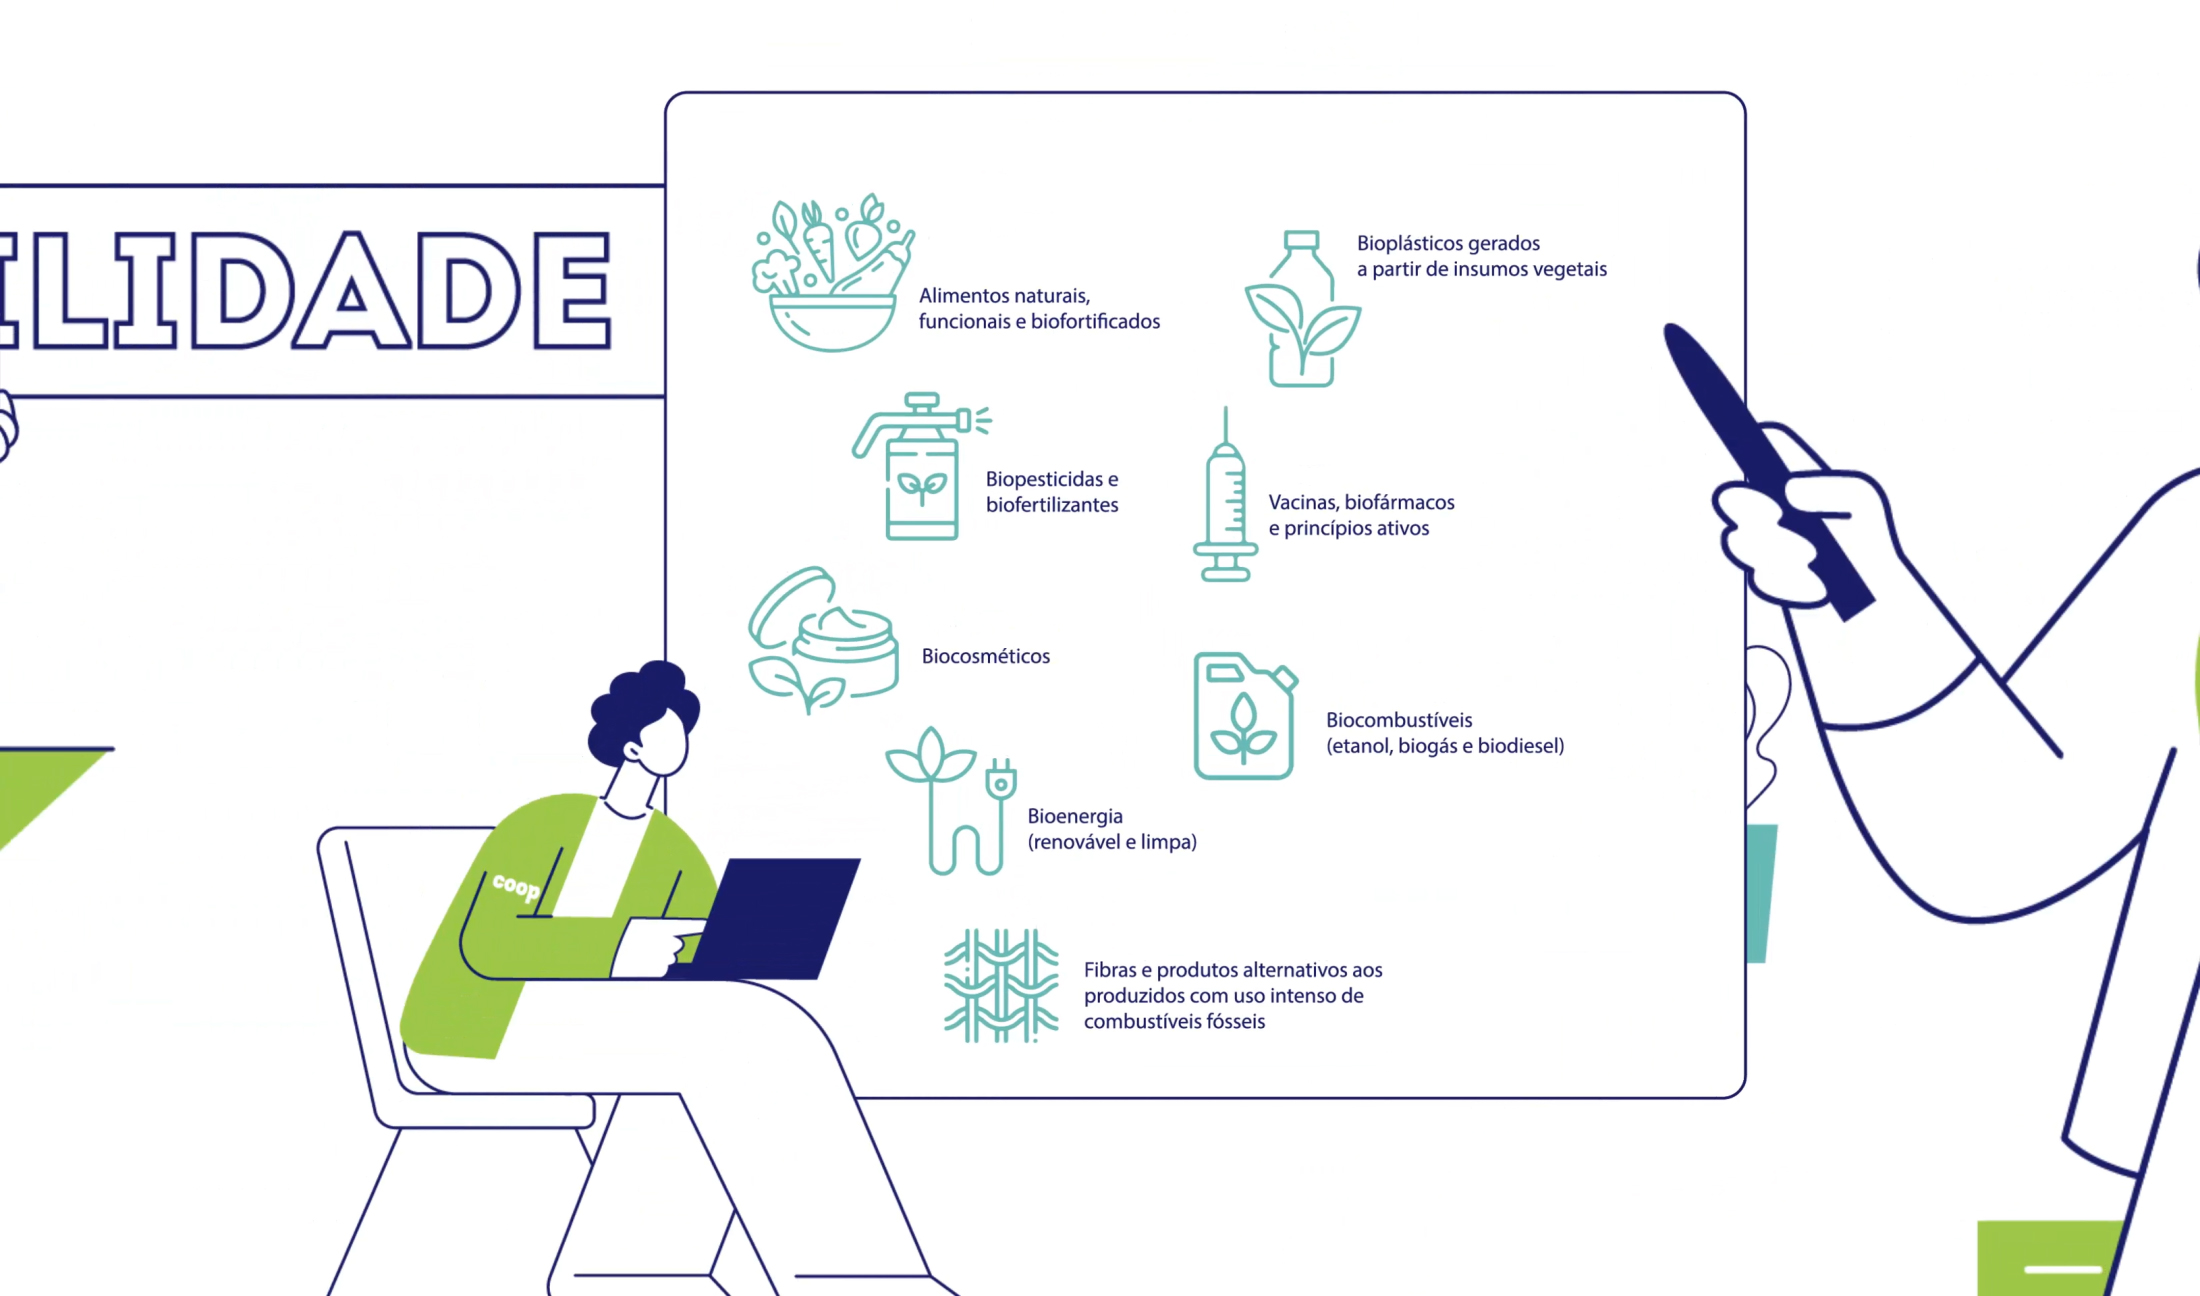 ILIDADE
Alimentos naturais,
funcionais e biofortificados
Bioplásticos gerados
a partir de insumos vegetais
Biopesticidas e
biofertilizantes
Vacinas, biofármacos
e princípios ativos
Biocosméticos
Biocombustíveis
(etanol, biogás e biodiesel)
Bioenergia
(renovável e limpa)
coop
Fibras e produtos alternativos aos
produzidos com uso intenso de
combustíveis fósseis